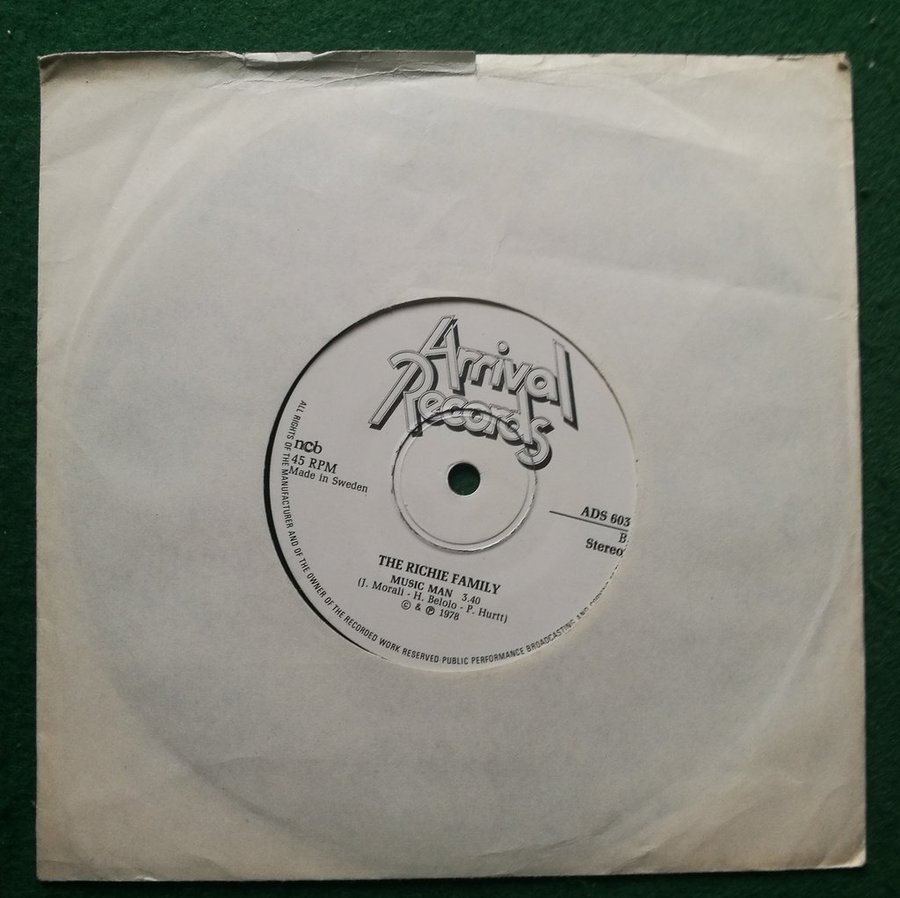 Arrival
Records
ncb
45 RPM
Made in Sweden
ADS 603
B
Stereo
THE RICHIE FAMILY
MUSIC MAN 3.40
(J. Morali - H. Belolo - P. Hurtt)
© & ℗ 1978
ALL RIGHTS OF THE MANUFACTURER AND OF THE OWNER OF THE RECORDED WORK RESERVED·PUBLIC PERFORMANCE BROADCASTING AND